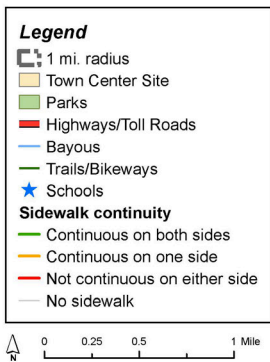 Legend
1 mi. radius
Town Center Site
Parks
Highways/Toll Roads
Bayous
Trails/Bikeways
Schools
Sidewalk continuity
Continuous on both sides
Continuous on one side
Not continuous on either side
No sidewalk
N 0 0.25 0.5 1 Mile